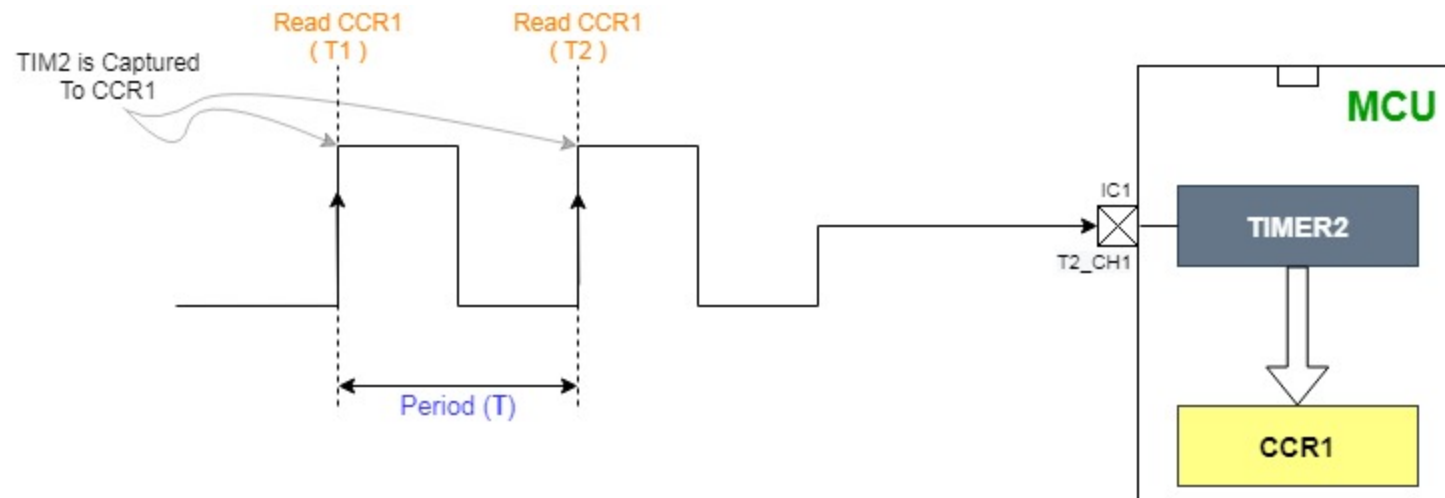 Read CCR1
( T1 )
Read CCR1
( T2 )
TIM2 is Captured
To CCR1
MCU
IC1
TIMER2
T2_CH1
Period (T)
CCR1